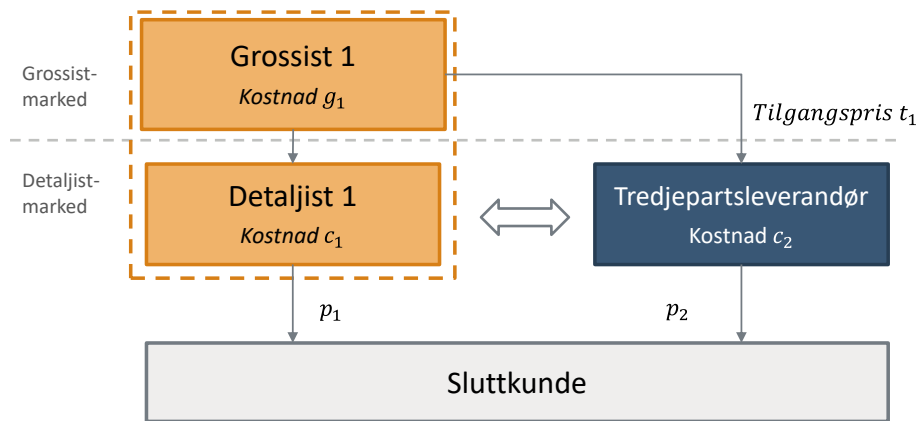 Grossist 1
Kostnad g₁
Grossist-
marked
Tilgangspris t₁
Detaljist-
marked
Detaljist 1
Kostnad c₁
Tredjepartsleverandør
Kostnad c₂
p₁
p₂
Sluttkunde